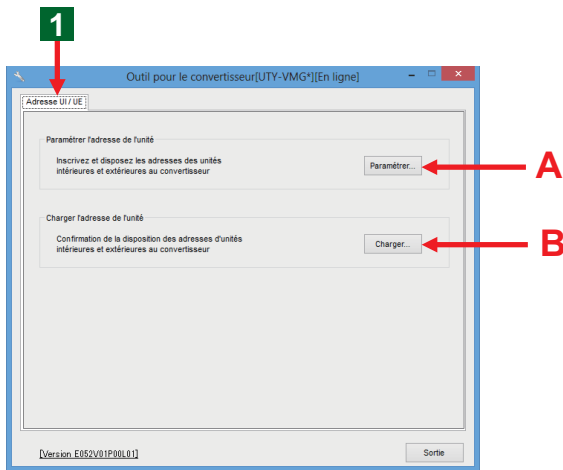 1
Outil pour le convertisseur[UTY-VMG*][En ligne]
Adresse UI / UE
Paramétrer l'adresse de l'unité
Inscrivez et disposez les adresses des unités
intérieures et extérieures au convertisseur
Paramétrer...
A
Charger l'adresse de l'unité
Confirmation de la disposition des adresses d'unités
intérieures et extérieures au convertisseur
Charger...
B
[Version E052V01P00L01]
Sortie